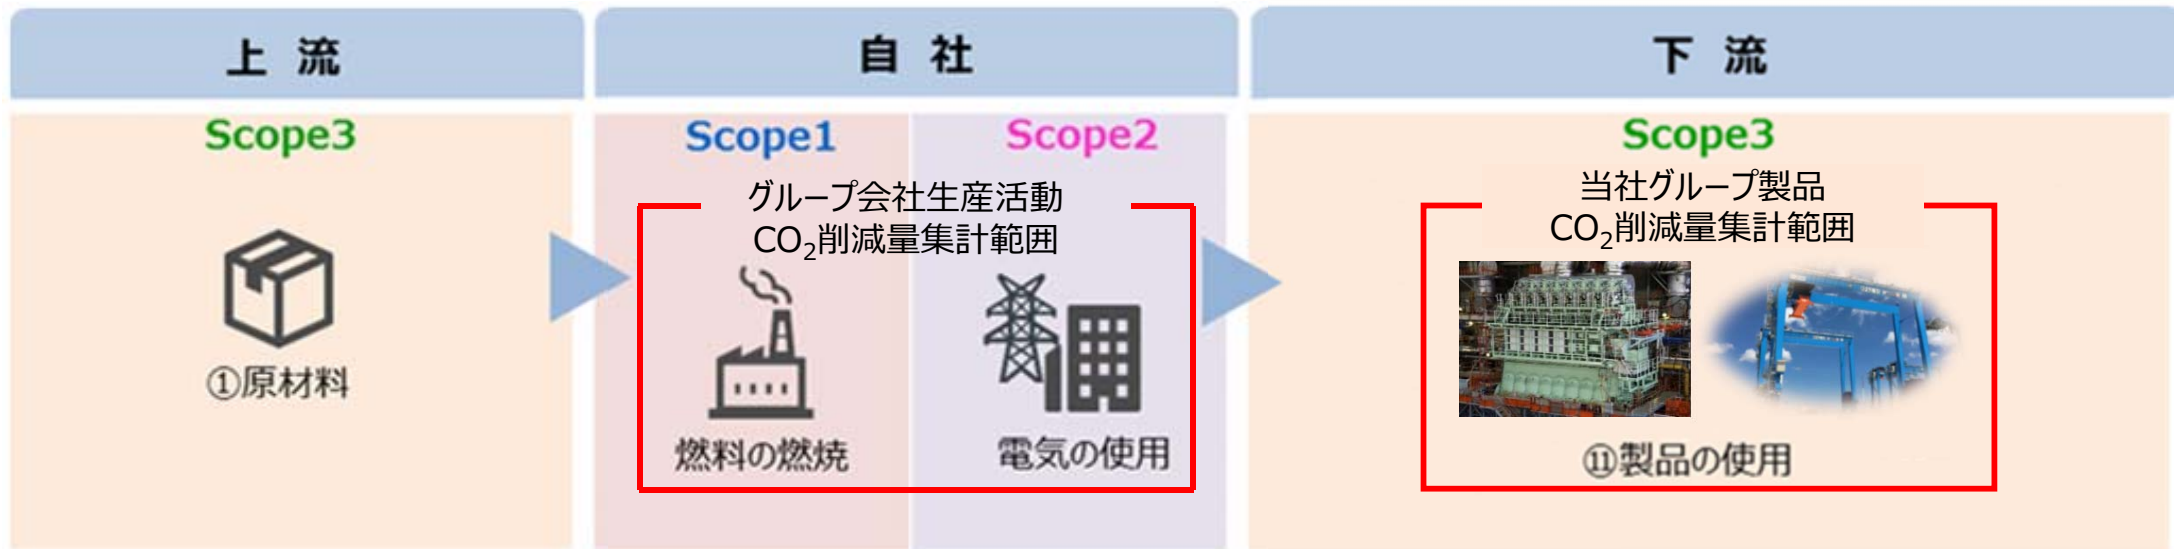 上 流
自 社
下 流
Scope3
①原材料
Scope1
Scope2
グループ会社生産活動
CO₂削減量集計範囲
燃料の燃焼
電気の使用
Scope3
当社グループ製品
CO₂削減量集計範囲
⑪製品の使用